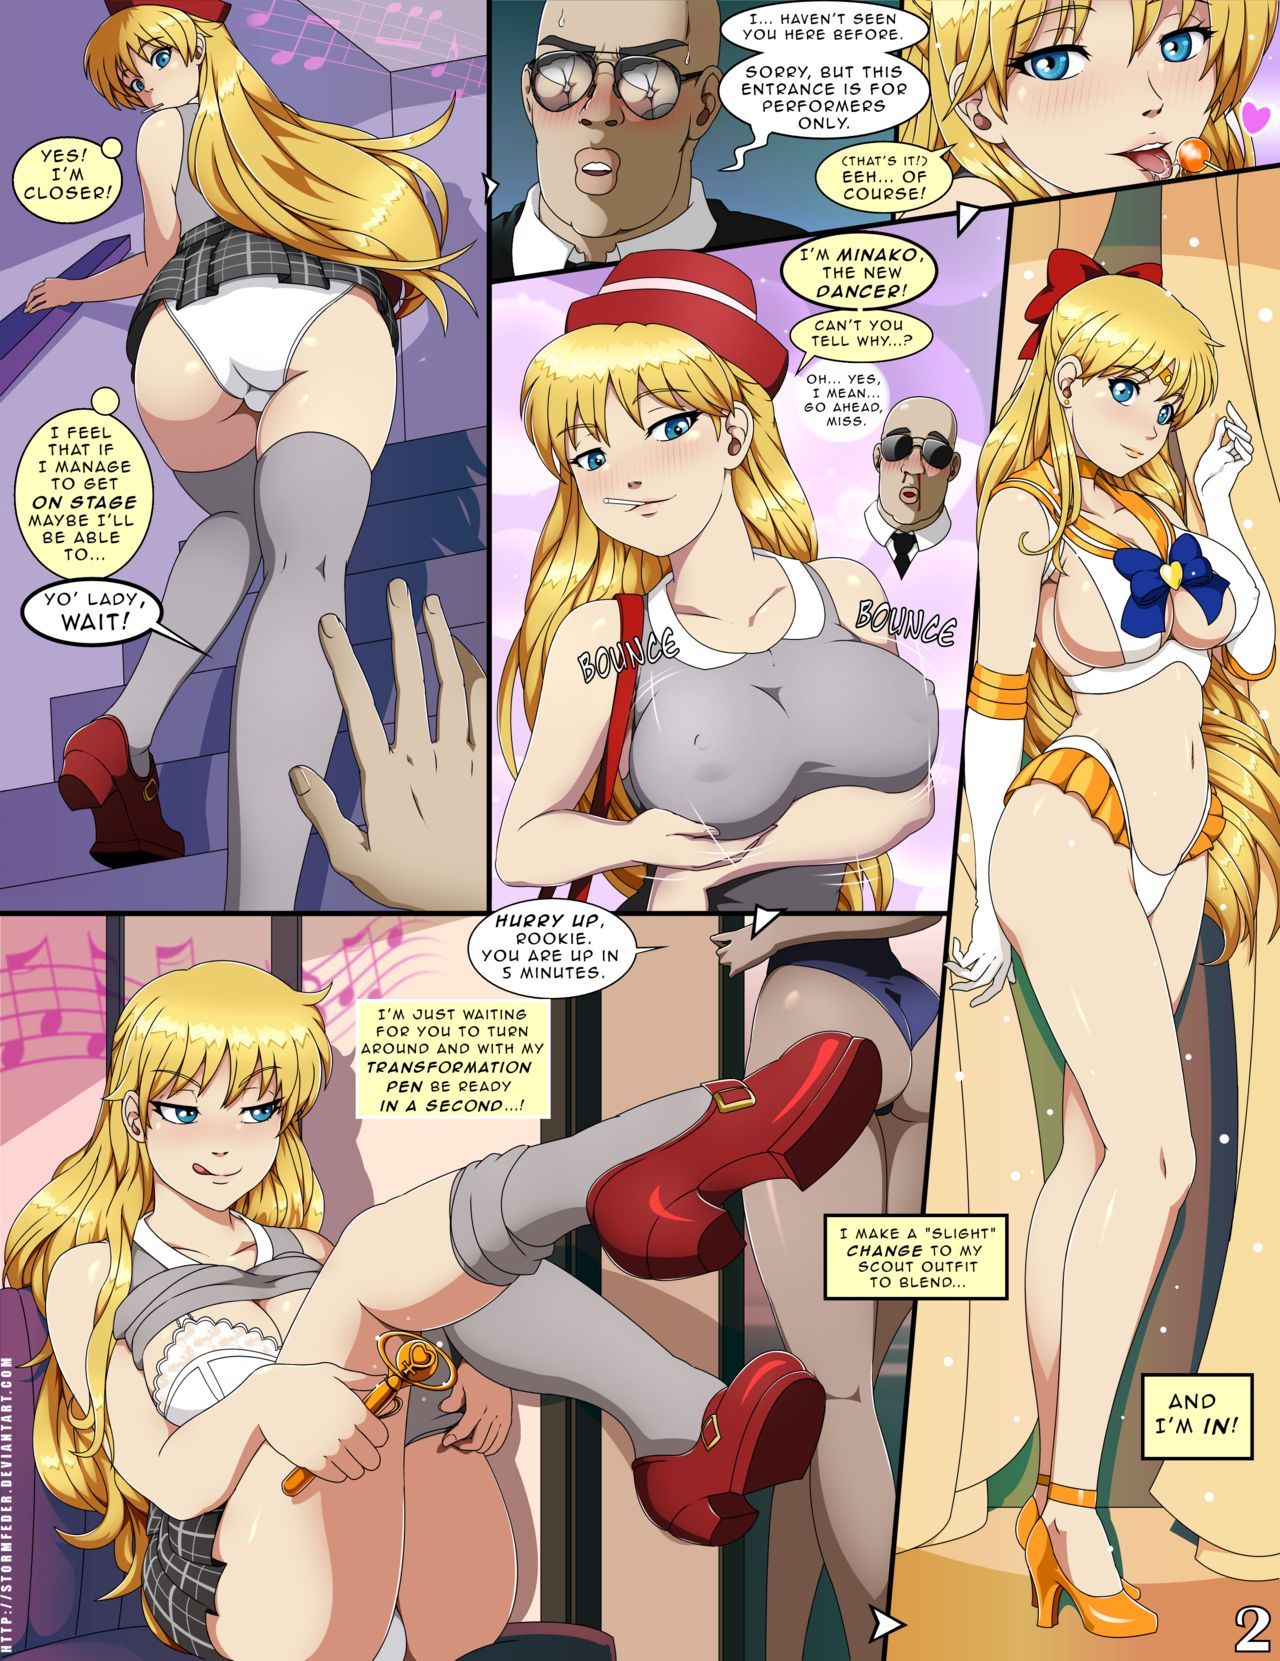 YES!
I'M
CLOSER!
I FEEL
THAT IF
I MANAGE
TO GET
ON STAGE
MAYBE I'LL
BE ABLE
TO...
YO' LADY,
WAIT!
I... HAVEN'T SEEN
YOU HERE BEFORE.
SORRY, BUT THIS
ENTRANCE IS FOR
PERFORMERS
ONLY.
(THAT'S IT!)
EEH... OF
COURSE!
I'M MINAKO,
THE NEW
DANCER!
CAN'T YOU
TELL WHY...?
OH... YES,
I MEAN...
GO AHEAD,
MISS.
BOUNCE
BOUNCE
HURRY UP,
ROOKIE.
YOU ARE UP IN
5 MINUTES.
I'M JUST WAITING
FOR YOU TO TURN
AROUND AND WITH MY
TRANSFORMATION
PEN BE READY
IN A SECOND...!
I MAKE A "SLIGHT"
CHANGE TO MY
SCOUT OUTFIT
TO BLEND...
AND
I'M IN!
HTTP://STORMFEDER.DEVIANTART.COM
2